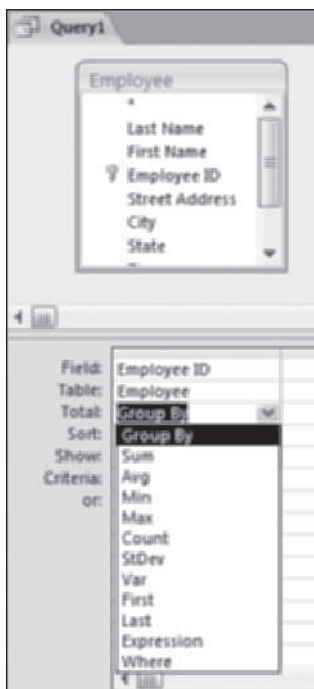 Query1
Employee
*
Last Name
First Name
Employee ID
Street Address
City
State
Field: Employee ID
Table: Employee
Total: Group By
Sort: Group By
Show: Sum
Criteria: Avg
or: Min
Max
Count
StDev
Var
First
Last
Expression
Where